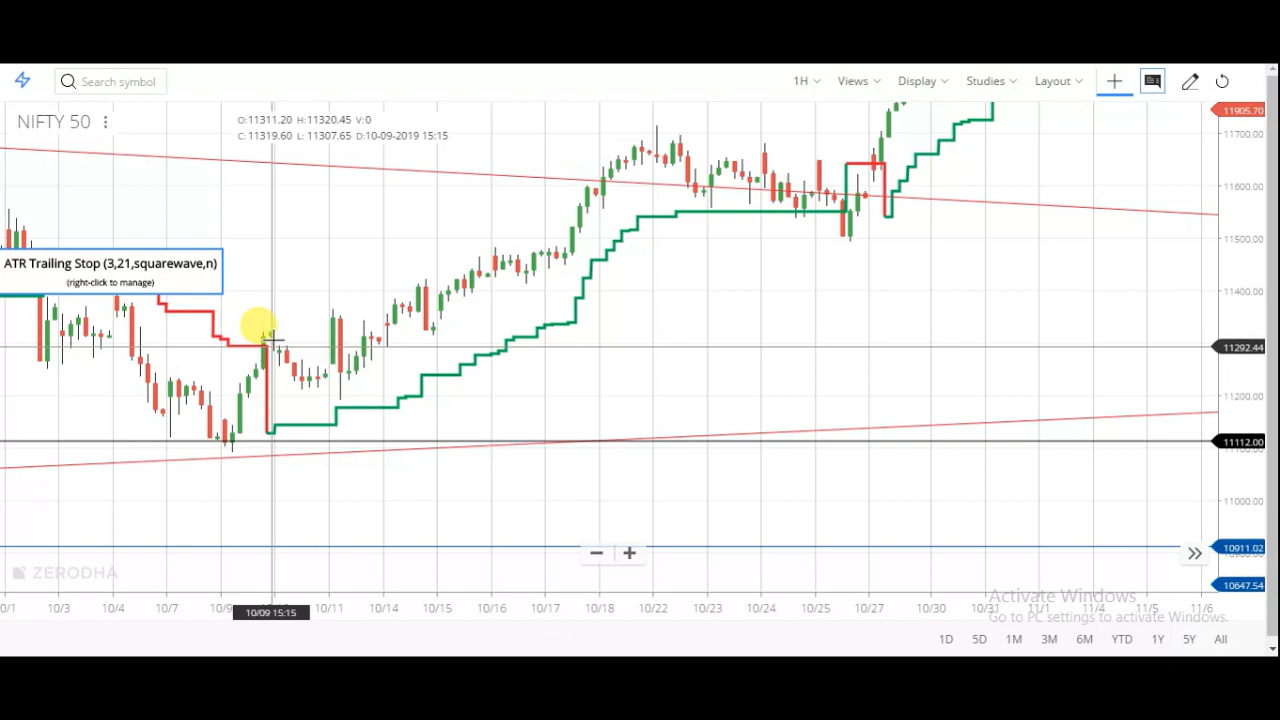 Search symbol
1H
Views
Display
Studies
Layout
NIFTY 50
O:11311.20 H:11320.45 V:0
C:11319.60 L:11307.65 D:10-09-2019 15:15
11905.70
11700.00
11600.00
11500.00
ATR Trailing Stop (3,21,squarewave,n)
(right-click to manage)
11400.00
11292.44
11200.00
11112.00
11000.00
10911.02
ZERODHA
10647.54
Activate Windows
Go to PC settings to activate Windows.
0/1 10/3 10/4 10/7 10/9 10/11 10/14 10/15 10/16 10/17 10/18 10/22 10/23 10/24 10/25 10/27 10/30 10/31 11/1 11/4 11/5 11/6
10/09 15:15
1D 5D 1M 3M 6M YTD 1Y 5Y All